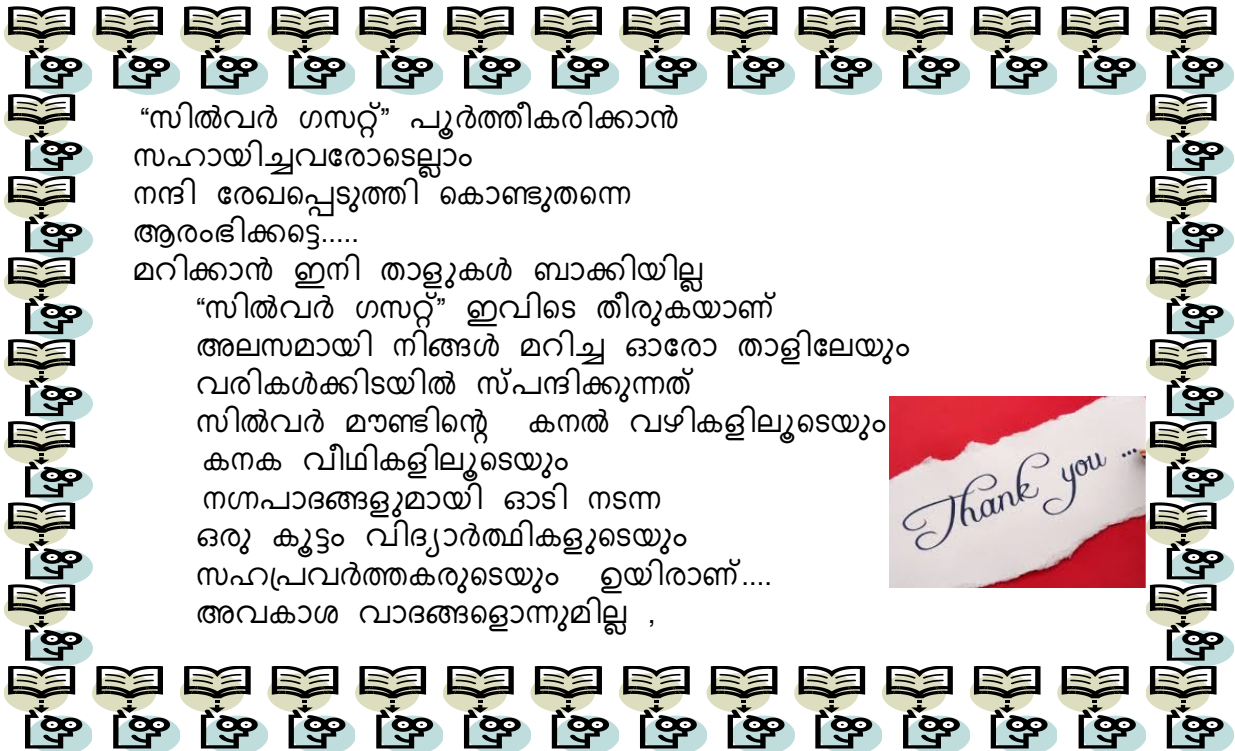 “സിൽവർ ഗസറ്റ്” പൂർത്തീകരിക്കാൻ
സഹായിച്ചവരോടെല്ലാം
നന്ദി രേഖപ്പെടുത്തി കൊണ്ടുതന്നെ
ആരംഭിക്കട്ടെ.....
മറിക്കാൻ ഇനി താളുകൾ ബാക്കിയില്ല
“സിൽവർ ഗസറ്റ്” ഇവിടെ തീരുകയാണ്
അലസമായി നിങ്ങൾ മറിച്ച ഓരോ താളിലേയും
വരികൾക്കിടയിൽ സ്പന്ദിക്കുന്നത്
സിൽവർ മൗണ്ടിന്റെ കനൽ വഴികളിലൂടെയും
കനക വീഥികളിലൂടെയും
നഗ്നപാദങ്ങളുമായി ഓടി നടന്ന
ഒരു കൂട്ടം വിദ്യാർത്ഥികളുടെയും
സഹപ്രവർത്തകരുടെയും ഉയിരാണ്....
അവകാശ വാദങ്ങളൊന്നുമില്ല ,
Thank you ...